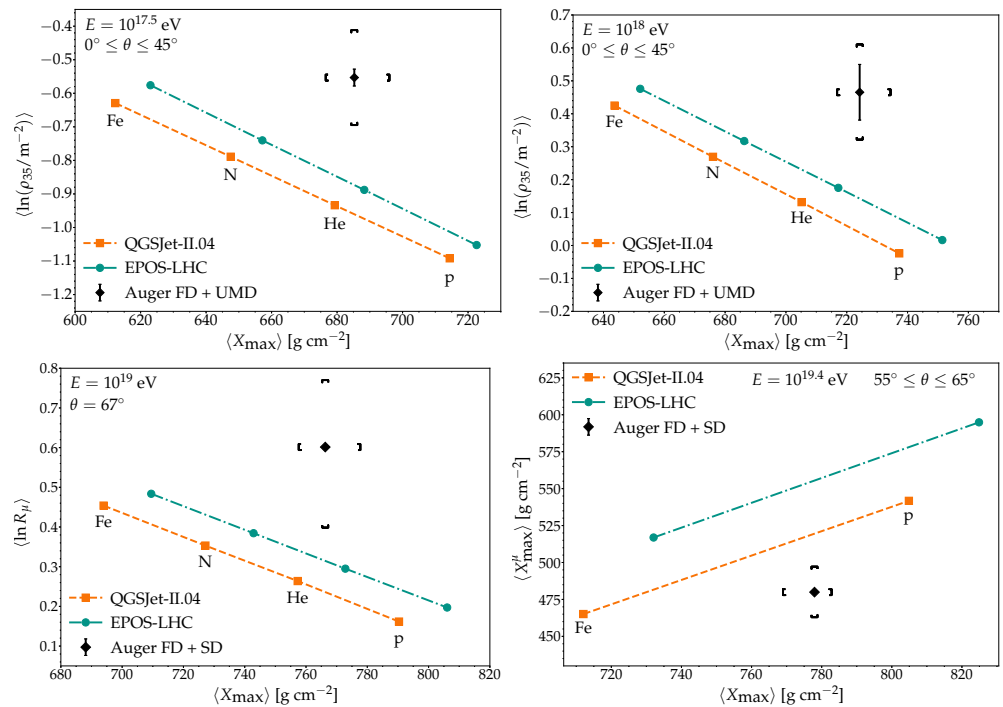 E = 10^17.5 eV
0° ≤ θ ≤ 45°
⟨ln(ρ35/m−2)⟩
−0.4
−0.5
−0.6
−0.7
−0.8
−0.9
−1.0
−1.1
−1.2
Fe
N
He
p
QGSJet-II.04
EPOS-LHC
Auger FD + UMD
600 620 640 660 680 700 720
⟨Xmax⟩ [g cm−2]
E = 10^18 eV
0° ≤ θ ≤ 45°
⟨ln(ρ35/m−2)⟩
0.7
0.6
0.5
0.4
0.3
0.2
0.1
0.0
−0.1
−0.2
Fe
N
He
p
QGSJet-II.04
EPOS-LHC
Auger FD + UMD
640 660 680 700 720 740 760
⟨Xmax⟩ [g cm−2]
E = 10^19 eV
θ = 67°
⟨ln Rμ⟩
0.8
0.7
0.6
0.5
0.4
0.3
0.2
0.1
Fe
N
He
p
QGSJet-II.04
EPOS-LHC
Auger FD + SD
680 700 720 740 760 780 800 820
⟨Xmax⟩ [g cm−2]
QGSJet-II.04
EPOS-LHC
Auger FD + SD
E = 10^19.4 eV 55° ≤ θ ≤ 65°
⟨Xμmax⟩ [g cm−2]
625
600
575
550
525
500
475
450
Fe
p
720 740 760 780 800 820
⟨Xmax⟩ [g cm−2]